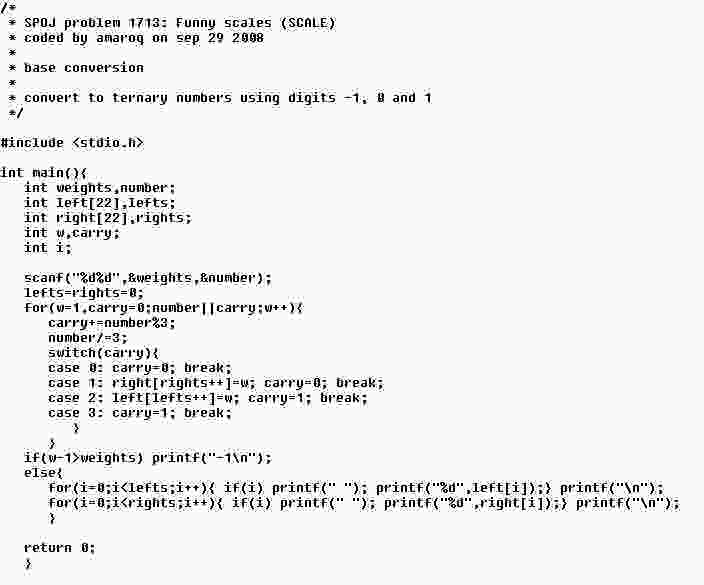 /*
 * SPOJ problem 1713: Funny scales (SCALE)
 * coded by amaroq on sep 29 2008
 *
 * base conversion
 *
 * convert to ternary numbers using digits -1, 0 and 1
 */

#include <stdio.h>

int main(){
   int weights,number;
   int left[22],lefts;
   int right[22],rights;
   int w,carry;
   int i;

   scanf("%d%d",&weights,&number);
   lefts=rights=0;
   for(w=1,carry=0;number||carry;w++){
      carry+=number%3;
      number/=3;
      switch(carry){
      case 0: carry=0; break;
      case 1: right[rights++]=w; carry=0; break;
      case 2: left[lefts++]=w; carry=1; break;
      case 3: carry=1; break;
         }
      }
   if(w-1>weights) printf("-1\n");
   else{
      for(i=0;i<lefts;i++){ if(i) printf(" "); printf("%d",left[i]);} printf("\n");
      for(i=0;i<rights;i++){ if(i) printf(" "); printf("%d",right[i]);} printf("\n");
      }

   return 0;
   }